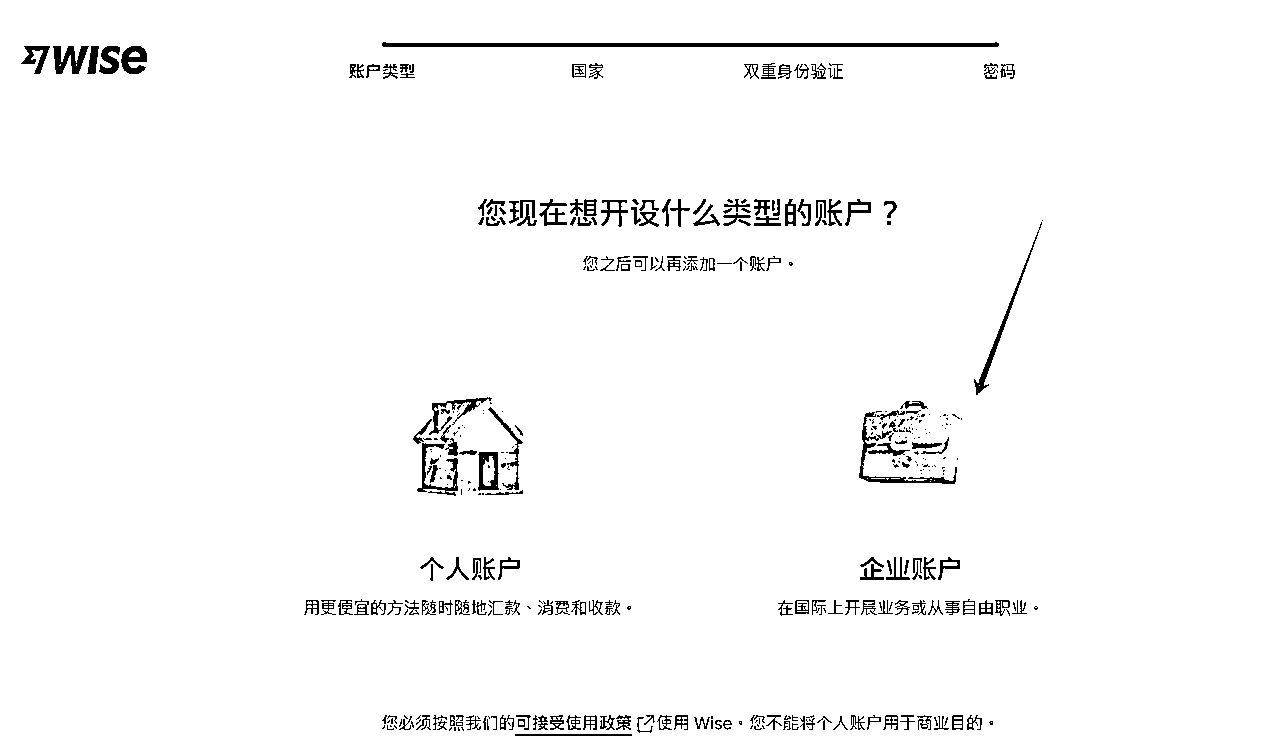 wise
账户类型 国家 双重身份验证 密码
您现在想开设什么类型的账户？
您之后可以再添加一个账户。
个人账户 企业账户
用更便宜的方法随时随地汇款、消费和收款。 在国际上开展业务或从事自由职业。
您必须按照我们的可接受使用政策使用 Wise。您不能将个人账户用于商业目的。